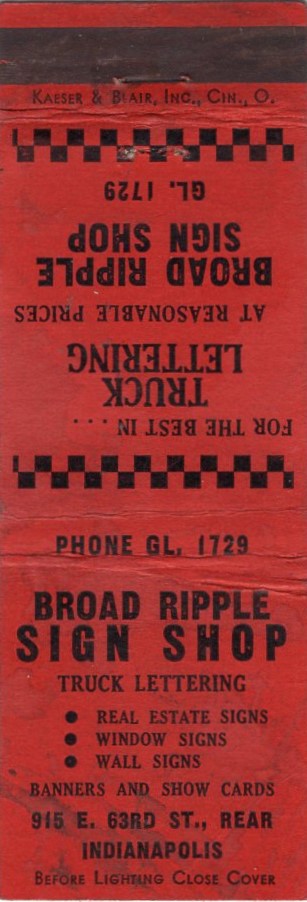 KAESER & BLAIR, INC., CIN., O.
FOR THE BEST IN . . . .
TRUCK
LETTERING
AT REASONABLE PRICES
BROAD RIPPLE
SIGN SHOP
GL. 1729
PHONE GL. 1729
BROAD RIPPLE
SIGN SHOP
TRUCK LETTERING
● REAL ESTATE SIGNS
● WINDOW SIGNS
● WALL SIGNS
BANNERS AND SHOW CARDS
915 E. 63RD ST., REAR
INDIANAPOLIS
BEFORE LIGHTING CLOSE COVER